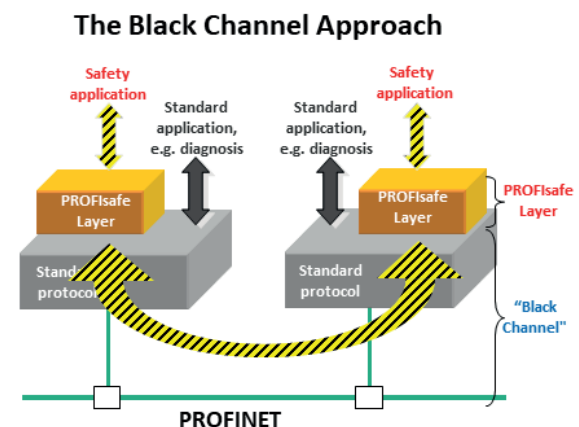 The Black Channel Approach
Safety
application
Standard
application,
e.g. diagnosis
Standard
application,
e.g. diagnosis
Safety
application
PROFIsafe
Layer
PROFIsafe
Layer
PROFIsafe
Layer
Standard
protocol
Standard
protocol
“Black
Channel"
PROFINET